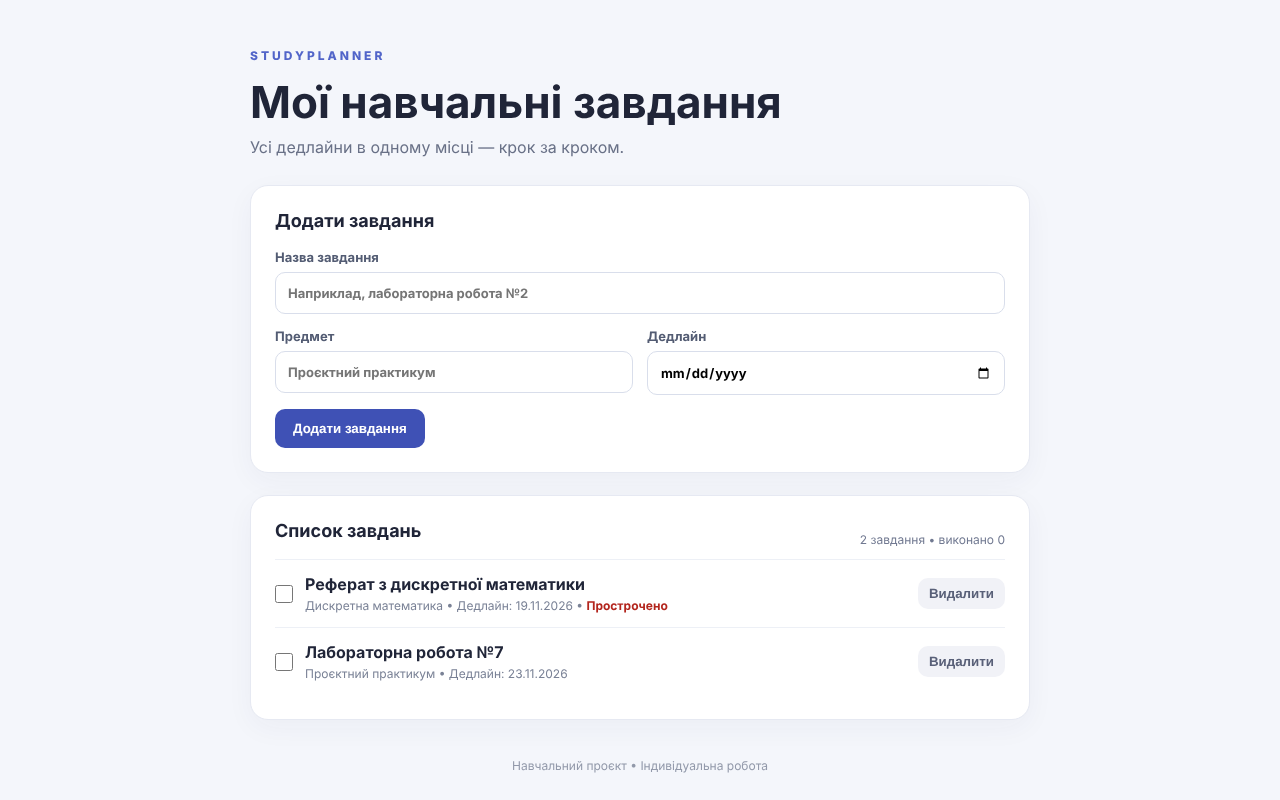 STUDYPLANNER
Мої навчальні завдання
Усі дедлайни в одному місці — крок за кроком.
Додати завдання
Назва завдання
Наприклад, лабораторна робота №2
Предмет
Дедлайн
Проєктний практикум
mm/dd/yyyy
Додати завдання
Список завдань
2 завдання • виконано 0
Реферат з дискретної математики
Дискретна математика • Дедлайн: 19.11.2026 • Прострочено
Видалити
Лабораторна робота №7
Проєктний практикум • Дедлайн: 23.11.2026
Видалити
Навчальний проєкт • Індивідуальна робота